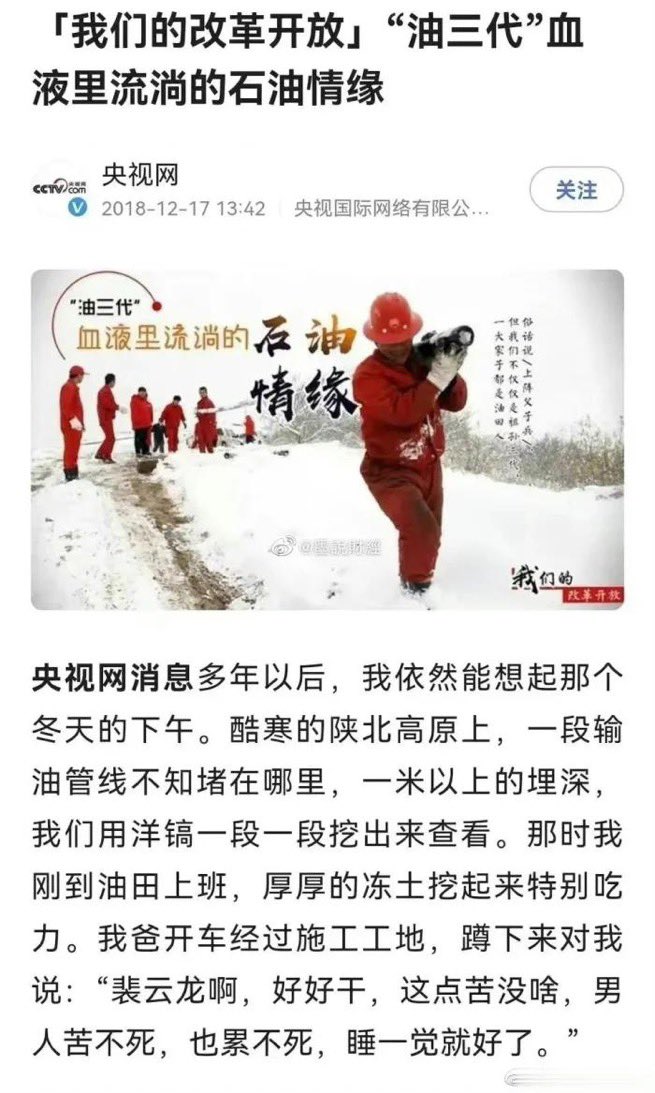 「我们的改革开放」“油三代”血
液里流淌的石油情缘
CCTV com 央视网
央视网
2018-12-17 13:42 央视国际网络有限公...
关注
“油三代”
血液里流淌的石油
情缘
俗话说/上阵父子兵/
但我们不仅仅是祖孙三代，
一大家子都是油田人
我们的
改革开放
央视网消息多年以后，我依然能想起那个
冬天的下午。酷寒的陕北高原上，一段输
油管线不知堵在哪里，一米以上的埋深，
我们用洋镐一段一段挖出来查看。那时我
刚到油田上班，厚厚的冻土挖起来特别吃
力。我爸开车经过施工工地，蹲下来对我
说：“裴云龙啊，好好干，这点苦没啥，男
人苦不死，也累不死，睡一觉就好了。”